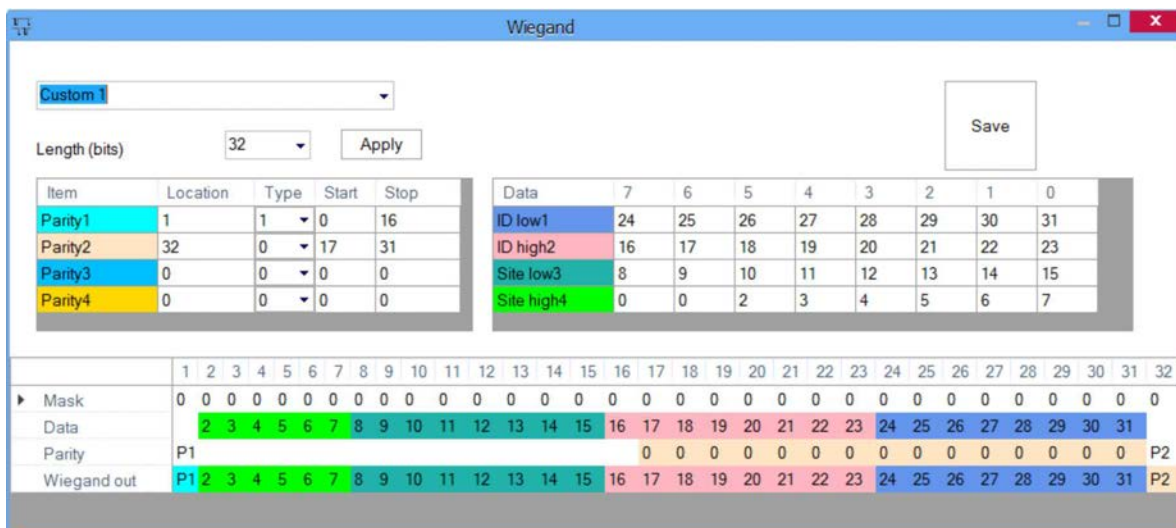 Wiegand
Custom 1
Save
Length (bits) 32 Apply
Item Location Type Start Stop
Parity1 1 1 0 16
Parity2 32 0 17 31
Parity3 0 0 0 0
Parity4 0 0 0 0
Data 7 6 5 4 3 2 1 0
ID low1 24 25 26 27 28 29 30 31
ID high2 16 17 18 19 20 21 22 23
Site low3 8 9 10 11 12 13 14 15
Site high4 0 0 2 3 4 5 6 7
1 2 3 4 5 6 7 8 9 10 11 12 13 14 15 16 17 18 19 20 21 22 23 24 25 26 27 28 29 30 31 32
Mask 0 0 0 0 0 0 0 0 0 0 0 0 0 0 0 0 0 0 0 0 0 0 0 0 0 0 0 0 0 0 0 0
Data 2 3 4 5 6 7 8 9 10 11 12 13 14 15 16 17 18 19 20 21 22 23 24 25 26 27 28 29 30 31
Parity P1 0 0 0 0 0 0 0 0 0 0 0 0 0 0 0 P2
Wiegand out P1 2 3 4 5 6 7 8 9 10 11 12 13 14 15 16 17 18 19 20 21 22 23 24 25 26 27 28 29 30 31 P2